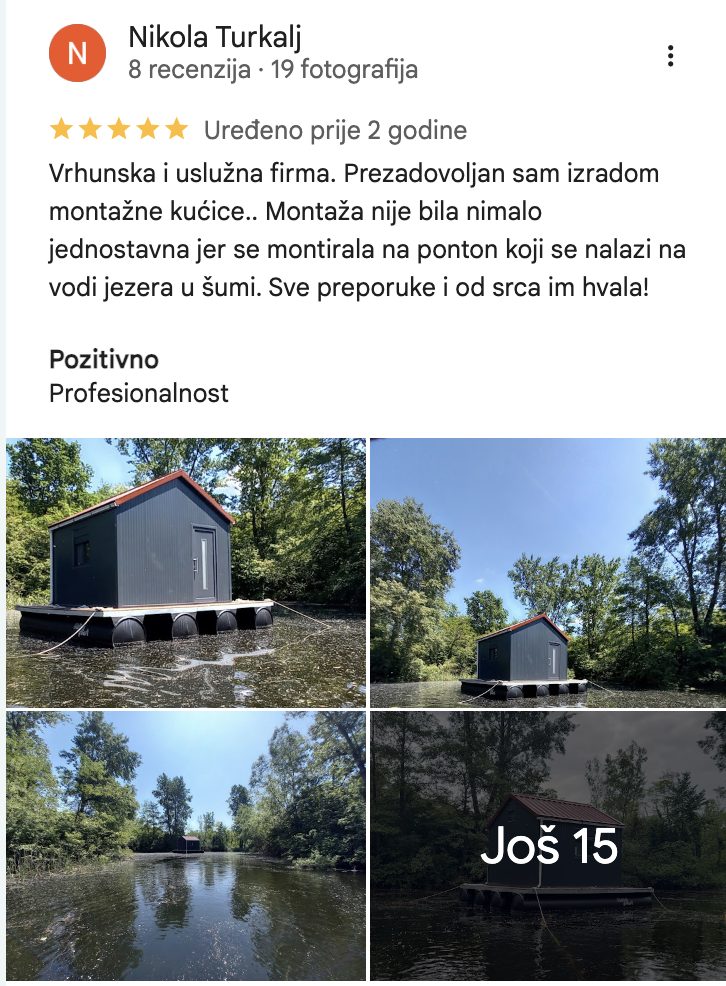 N
Nikola Turkalj
8 recenzija · 19 fotografija
Uređeno prije 2 godine
Vrhunska i uslužna firma. Prezadovoljan sam izradom
montažne kućice.. Montaža nije bila nimalo
jednostavna jer se montirala na ponton koji se nalazi na
vodi jezera u šumi. Sve preporuke i od srca im hvala!
Pozitivno
Profesionalnost
Još 15